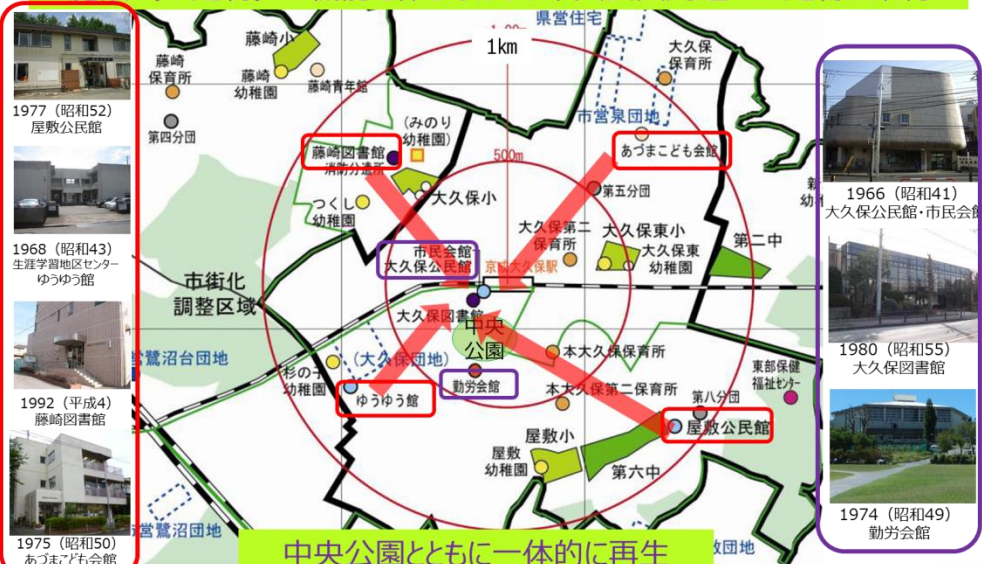 1977（昭和52）
屋敷公民館
1968（昭和43）
生涯学習地区センター
ゆうゆう館
1992（平成4）
藤崎図書館
1975（昭和50）
あづまこども会館
県営住宅
1km
500m
藤崎小
藤崎
保育所
藤崎
幼稚園
藤崎青年館
第四分団
(みのり
幼稚園)
藤崎図書館
消防分遣所
大久保小
つくし
幼稚園
大久保
保育所
市営泉団地
あづまこども会館
第五分団
大久保第二
保育所
大久保東小
大久保東
幼稚園
第二中
市民会館
大久保公民館
京成大久保駅
市街化
調整区域
大久保図書館
中央
公園
営鷺沼台団地
(大久保団地)
杉の子
幼稚園
ゆうゆう館
勤労会館
本大久保保育所
本大久保第二保育所
東部保健
福祉センター
第八分団
屋敷公民館
屋敷小
屋敷
幼稚園
第六中
営鷺沼団地
団地
中央公園とともに一体的に再生
1966（昭和41）
大久保公民館・市民会館
1980（昭和55）
大久保図書館
1974（昭和49）
勤労会館